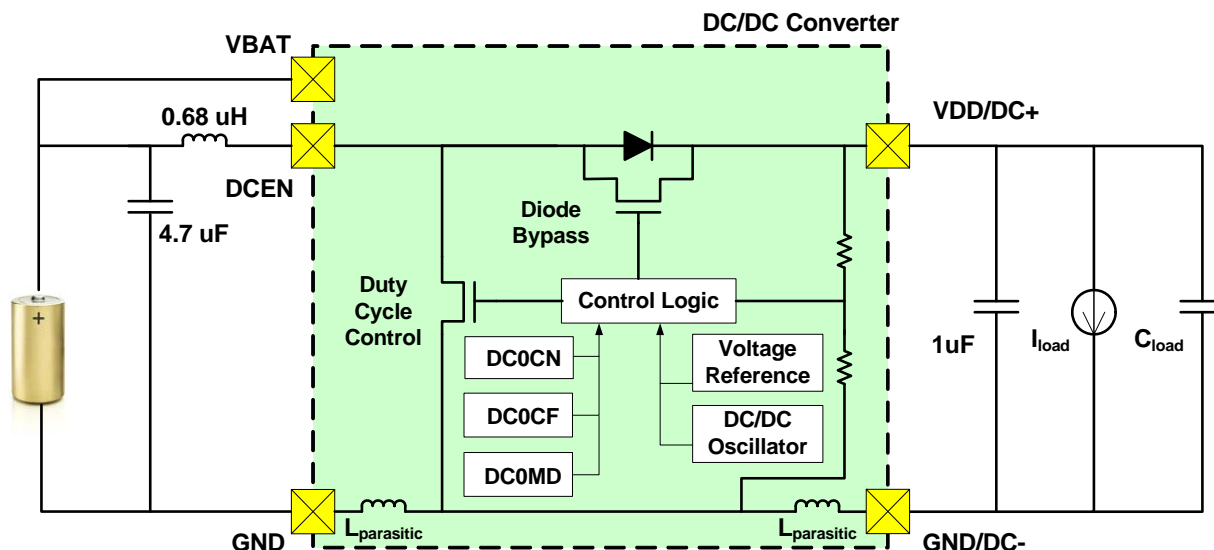 DC/DC Converter
VBAT
0.68 uH
VDD/DC+
DCEN
4.7 uF
Diode
Bypass
Duty
Cycle
Control
Control Logic
+
DC0CN
Voltage
Reference
1uF
Iload
Cload
DC0CF
DC/DC
Oscillator
DC0MD
Lparasitic
Lparasitic
GND
GND/DC-